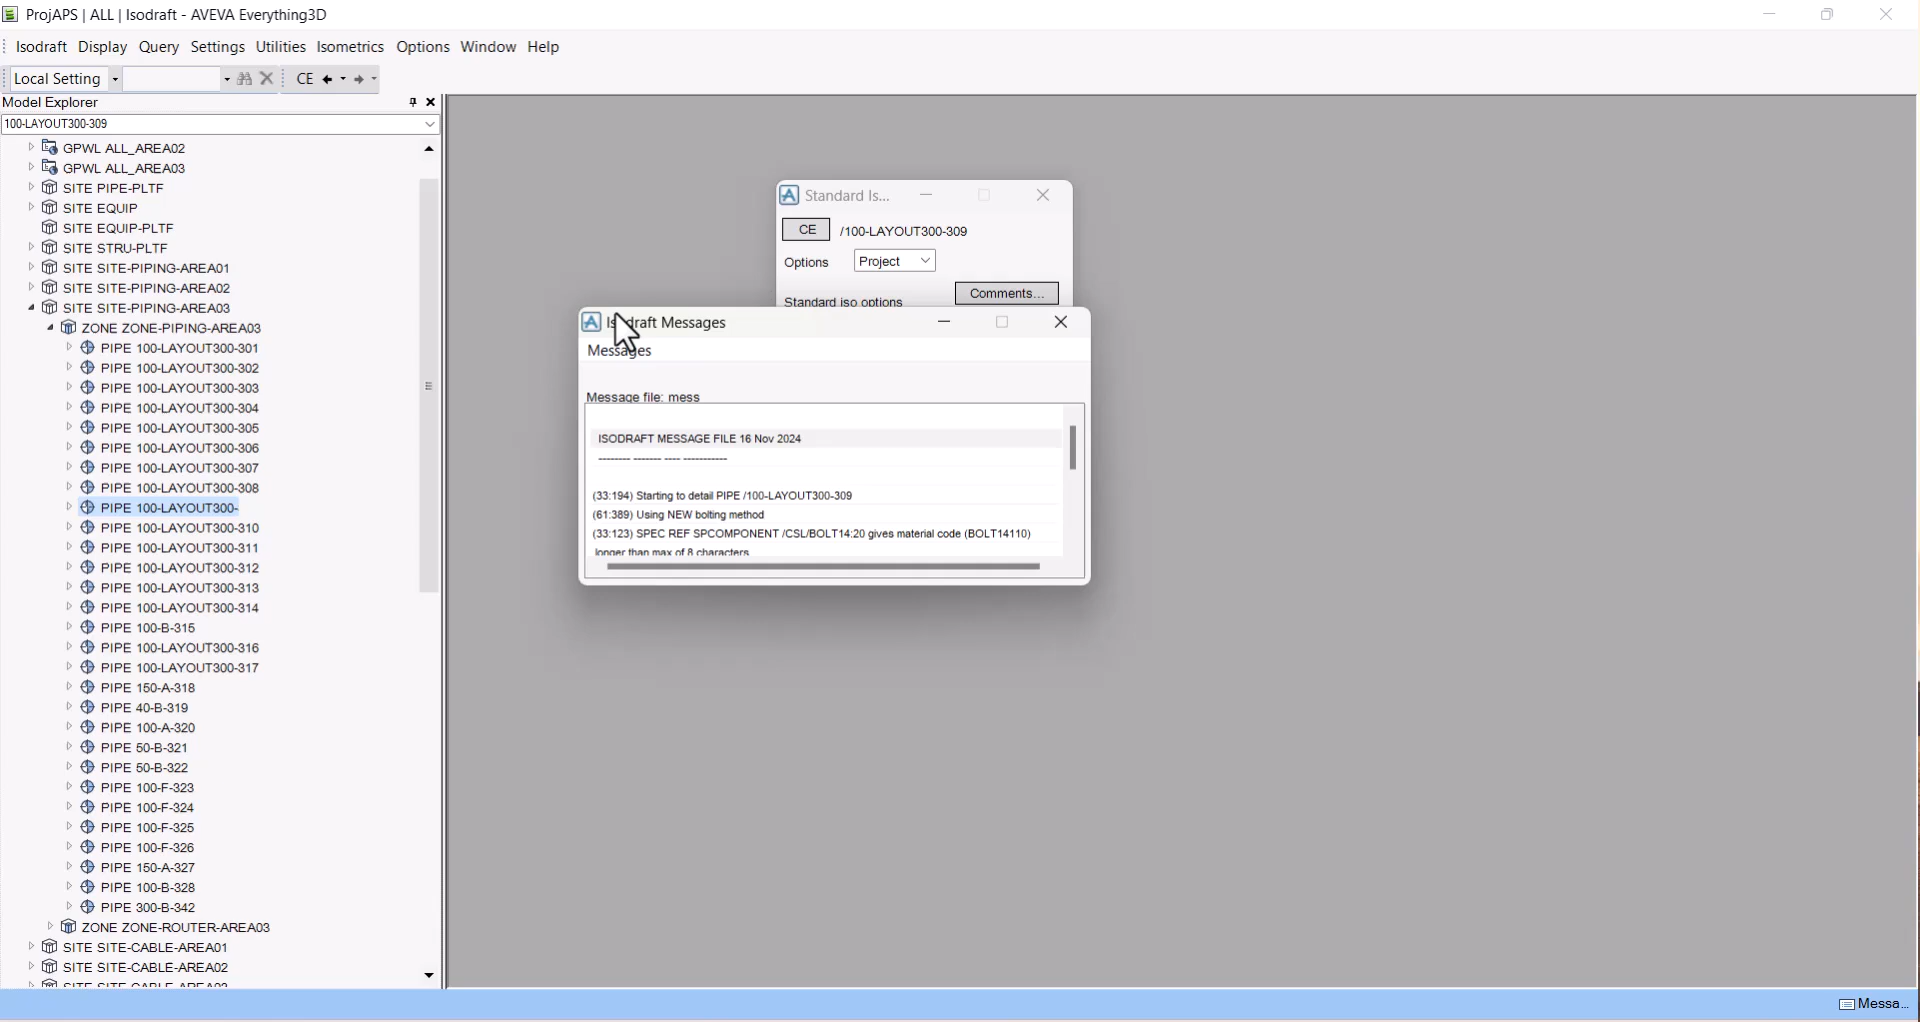 ProjAPS | ALL | Isodraft - AVEVA Everything3D
Isodraft Display Query Settings Utilities Isometrics Options Window Help
Local Setting CE
Model Explorer
100-LAYOUT300-309
GPWL ALL_AREA02
GPWL ALL_AREA03
SITE PIPE-PLTF
SITE EQUIP
SITE EQUIP-PLTF
SITE STRU-PLTF
SITE SITE-PIPING-AREA01
SITE SITE-PIPING-AREA02
SITE SITE-PIPING-AREA03
ZONE ZONE-PIPING-AREA03
PIPE 100-LAYOUT300-301
PIPE 100-LAYOUT300-302
PIPE 100-LAYOUT300-303
PIPE 100-LAYOUT300-304
PIPE 100-LAYOUT300-305
PIPE 100-LAYOUT300-306
PIPE 100-LAYOUT300-307
PIPE 100-LAYOUT300-308
PIPE 100-LAYOUT300-
PIPE 100-LAYOUT300-310
PIPE 100-LAYOUT300-311
PIPE 100-LAYOUT300-312
PIPE 100-LAYOUT300-313
PIPE 100-LAYOUT300-314
PIPE 100-B-315
PIPE 100-LAYOUT300-316
PIPE 100-LAYOUT300-317
PIPE 150-A-318
PIPE 40-B-319
PIPE 100-A-320
PIPE 50-B-321
PIPE 50-B-322
PIPE 100-F-323
PIPE 100-F-324
PIPE 100-F-325
PIPE 100-F-326
PIPE 150-A-327
PIPE 100-B-328
PIPE 300-B-342
ZONE ZONE-ROUTER-AREA03
SITE SITE-CABLE-AREA01
SITE SITE-CABLE-AREA02
Standard Is...
CE /100-LAYOUT300-309
Options Project
Comments...
Standard iso options
Isodraft Messages
Messages
Message file: mess
ISODRAFT MESSAGE FILE 16 Nov 2024
-------- ------- ---- -----------
(33:194) Starting to detail PIPE /100-LAYOUT300-309
(61:389) Using NEW bolting method
(33:123) SPEC REF SPCOMPONENT /CSL/BOLT14:20 gives material code (BOLT14110)
longer than max of 8 characters
Messa...